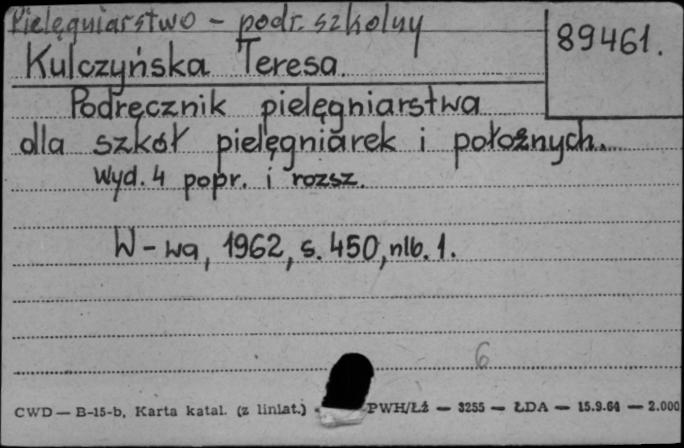 Pielęgniarstwo - podr. szkolny
89461.
Kulczyńska Teresa.
Podręcznik pielęgniarstwa
dla szkół pielęgniarek i położnych.
Wyd. 4 popr. i rozsz.
W-wa, 1962, s. 450, nlb. 1.
6
CWD — B-15-b, Karta katal. (z liniat.) PWH/Łż — 3255 — ŁDA — 15.9.64 — 2.000